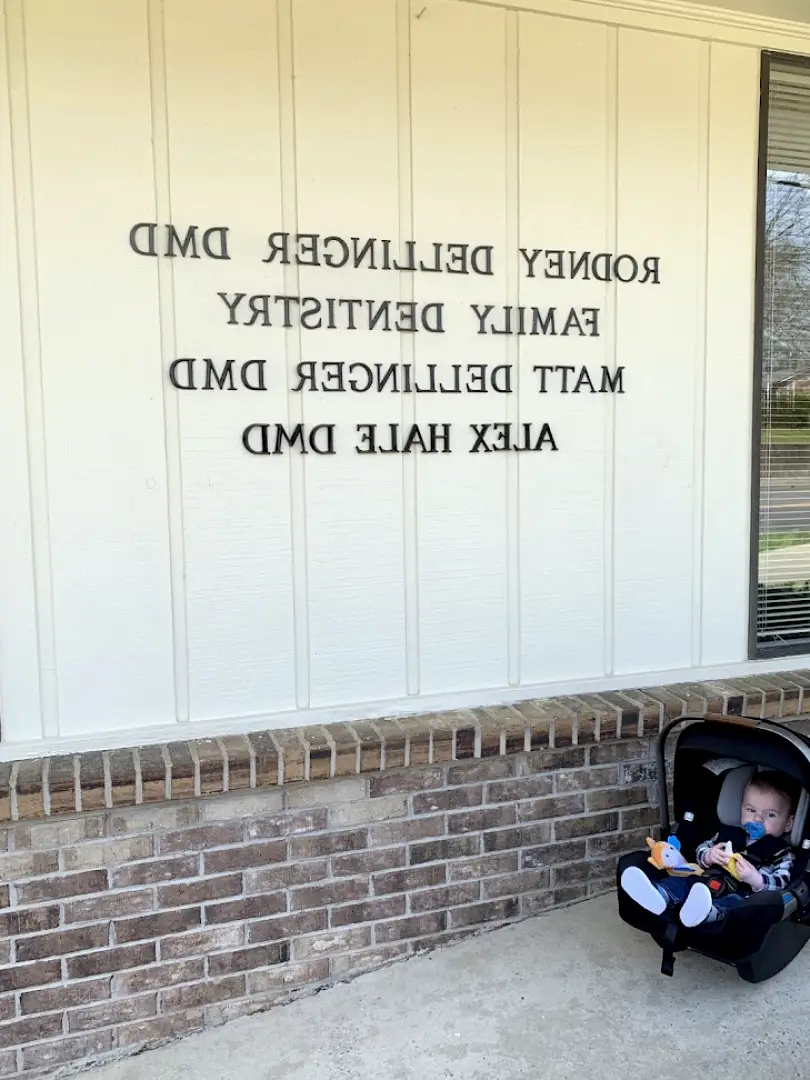 RODNEY DELLINGER DMD
FAMILY DENTISTRY
MATT DELLINGER DMD
ALEX HALE DMD